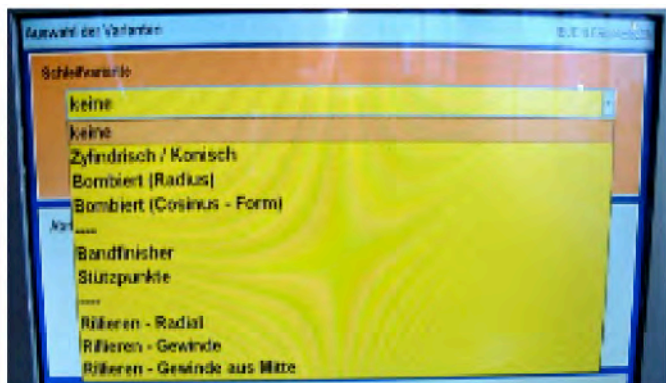 Auswahl der Varianten
Schleifvariante
keine
keine
Zylindrisch / Konisch
Bombiert (Radius)
Bombiert (Cosinus - Form)
----
Bandfinisher
Stützpunkte
----
Rillieren - Radial
Rillieren - Gewinde
Rillieren - Gewinde aus Mitte